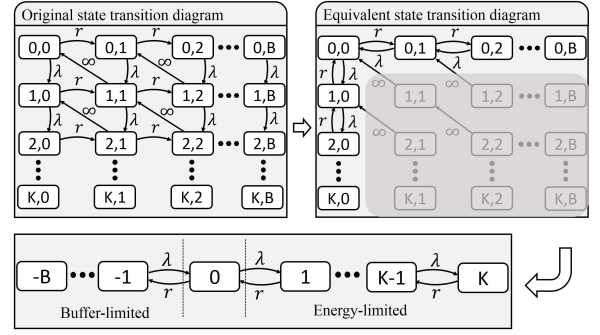 Original state transition diagram
r r
0,0 0,1 0,2 ••• 0,B
λ ∞ λ ∞ λ λ
r r
1,0 1,1 1,2 ••• 1,B
λ ∞ λ ∞ λ λ
r r
2,0 2,1 2,2 ••• 2,B
K,0 K,1 K,2 K,B
Equivalent state transition diagram
r r
0,0 0,1 0,2 ••• 0,B
r λ λ λ
∞ ∞
1,0 1,1 1,2 ••• 1,B
r λ ∞ ∞
2,0 2,1 2,2 ••• 2,B
K,0 K,1 K,2 K,B
λ λ λ
-B ••• -1 0 1 ••• K-1 K
r r r
Buffer-limited Energy-limited